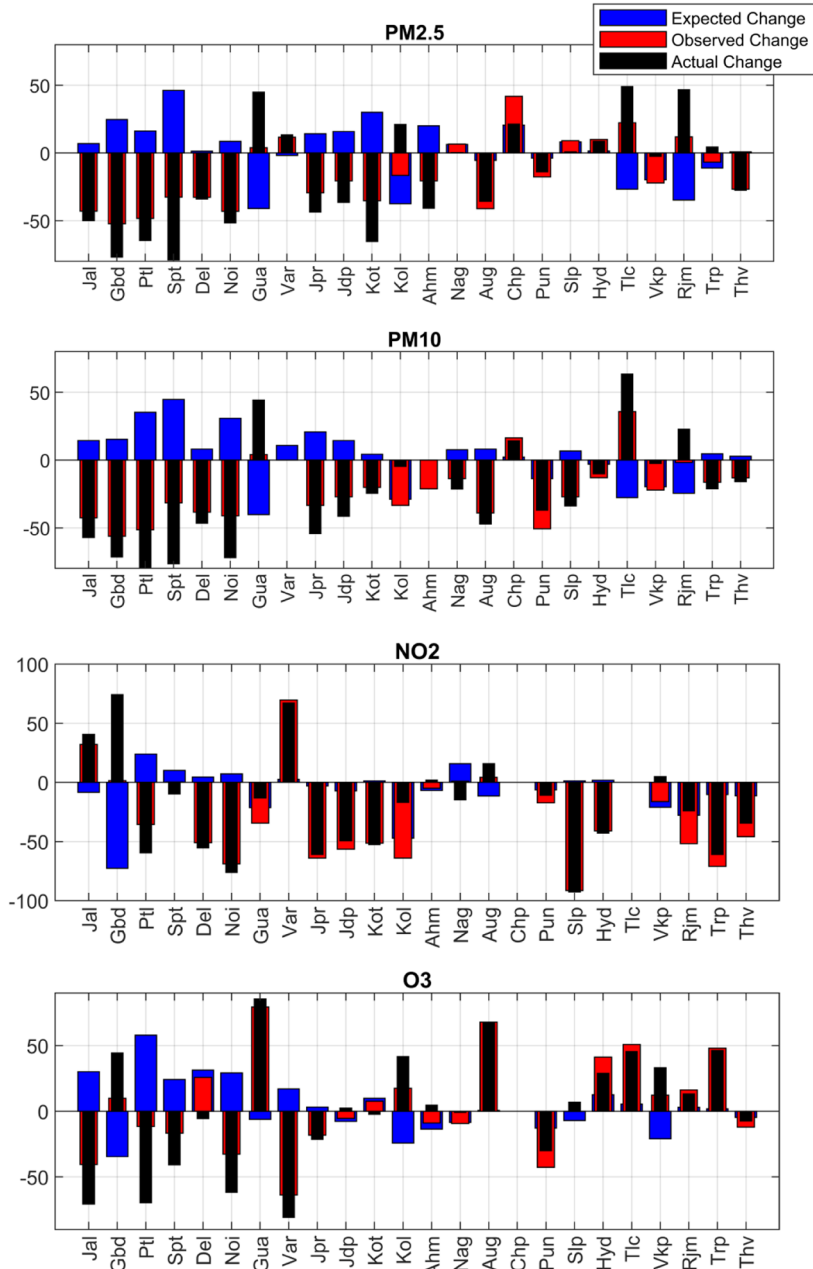 PM2.5
Expected Change
Observed Change
Actual Change
50
0
-50
Jal Gbd Ptl Spt Del Noi Gua Var Jpr Jdp Kot Kol Ahm Nag Aug Chp Pun Slp Hyd Tlc Vkp Rjm Trp Thv
PM10
50
0
-50
Jal Gbd Ptl Spt Del Noi Gua Var Jpr Jdp Kot Kol Ahm Nag Aug Chp Pun Slp Hyd Tlc Vkp Rjm Trp Thv
NO2
100
50
0
-50
-100
Jal Gbd Ptl Spt Del Noi Gua Var Jpr Jdp Kot Kol Ahm Nag Aug Chp Pun Slp Hyd Tlc Vkp Rjm Trp Thv
O3
50
0
-50
Jal Gbd Ptl Spt Del Noi Gua Var Jpr Jdp Kot Kol Ahm Nag Aug Chp Pun Slp Hyd Tlc Vkp Rjm Trp Thv